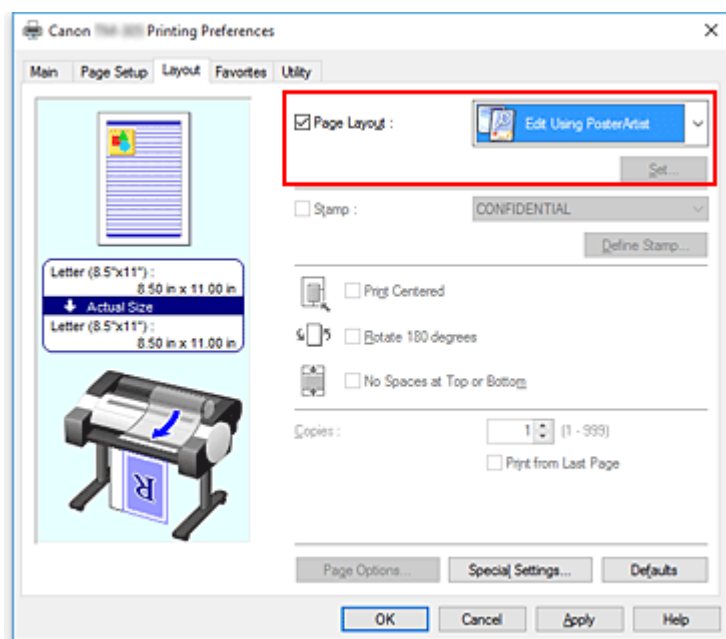 Canon Printing Preferences
Main Page Setup Layout Favorites Utility
Page Layout :
Edit Using PosterArtist
Set...
Stamp :
CONFIDENTIAL
Define Stamp...
Letter (8.5"x11") :
8.50 in x 11.00 in
Actual Size
Letter (8.5"x11") :
8.50 in x 11.00 in
Print Centered
Rotate 180 degrees
No Spaces at Top or Bottom
Copies :
1 (1 - 999)
Print from Last Page
R
Page Options... Special Settings... Defaults
OK Cancel Apply Help